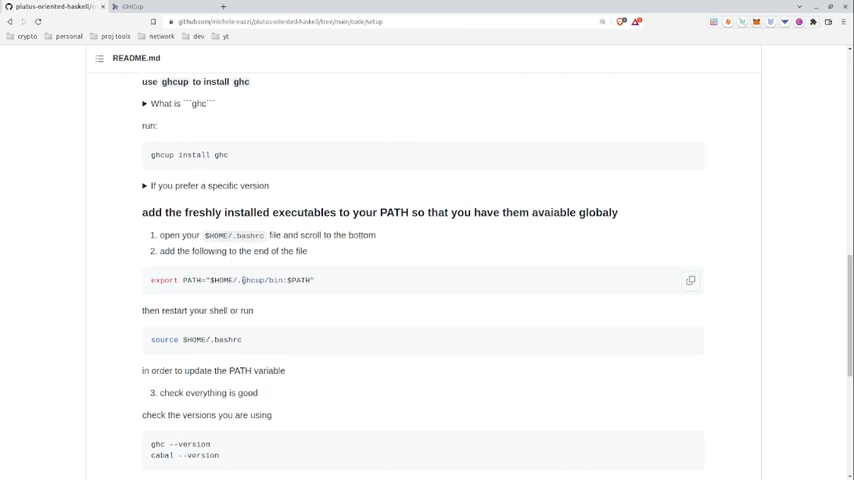 plutus-oriented-haskell/
GHCup
github.com/michele-nuzzi/plutus-oriented-haskell/tree/main/code/setup
crypto personal proj tools network dev yt
README.md
use ghcup to install ghc
What is ```ghc```
run:
ghcup install ghc
If you prefer a specific version
add the freshly installed executables to your PATH so that you have them avaiable globaly
1. open your $HOME/.bashrc file and scroll to the bottom
2. add the following to the end of the file
export PATH="$HOME/.ghcup/bin:$PATH"
then restart your shell or run
source $HOME/.bashrc
in order to update the PATH variable
3. check everything is good
check the versions you are using
ghc --version
cabal --version